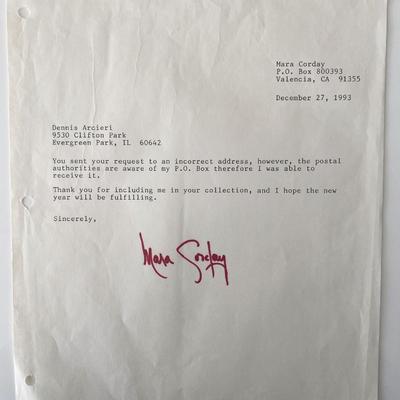 Mara Corday
P.O. Box 800393
Valencia, CA  91355
December 27, 1993
Dennis Arcieri
9530 Clifton Park
Evergreen Park, IL  60642
You sent your request to an incorrect address, however, the postal
authorities are aware of my P.O. Box therefore I was able to
receive it.
Thank you for including me in your collection, and I hope the new
year will be fulfilling.
Sincerely,
Mara Corday